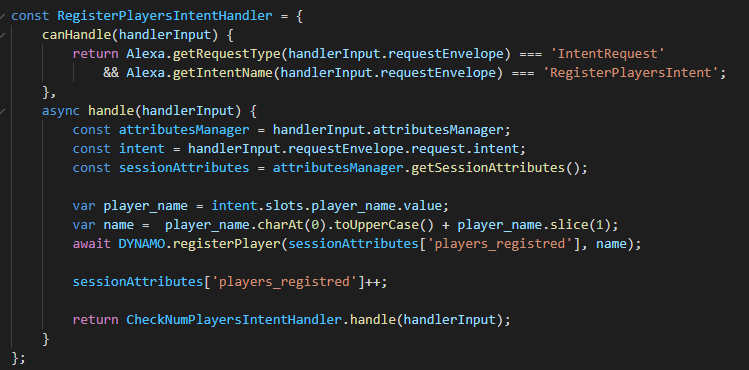 const RegisterPlayersIntentHandler = {
    canHandle(handlerInput) {
        return Alexa.getRequestType(handlerInput.requestEnvelope) === 'IntentRequest'
            && Alexa.getIntentName(handlerInput.requestEnvelope) === 'RegisterPlayersIntent';
    },
    async handle(handlerInput) {
        const attributesManager = handlerInput.attributesManager;
        const intent = handlerInput.requestEnvelope.request.intent;
        const sessionAttributes = attributesManager.getSessionAttributes();

        var player_name = intent.slots.player_name.value;
        var name =  player_name.charAt(0).toUpperCase() + player_name.slice(1);
        await DYNAMO.registerPlayer(sessionAttributes['players_registred'], name);

        sessionAttributes['players_registred']++;

        return CheckNumPlayersIntentHandler.handle(handlerInput);
    }
};